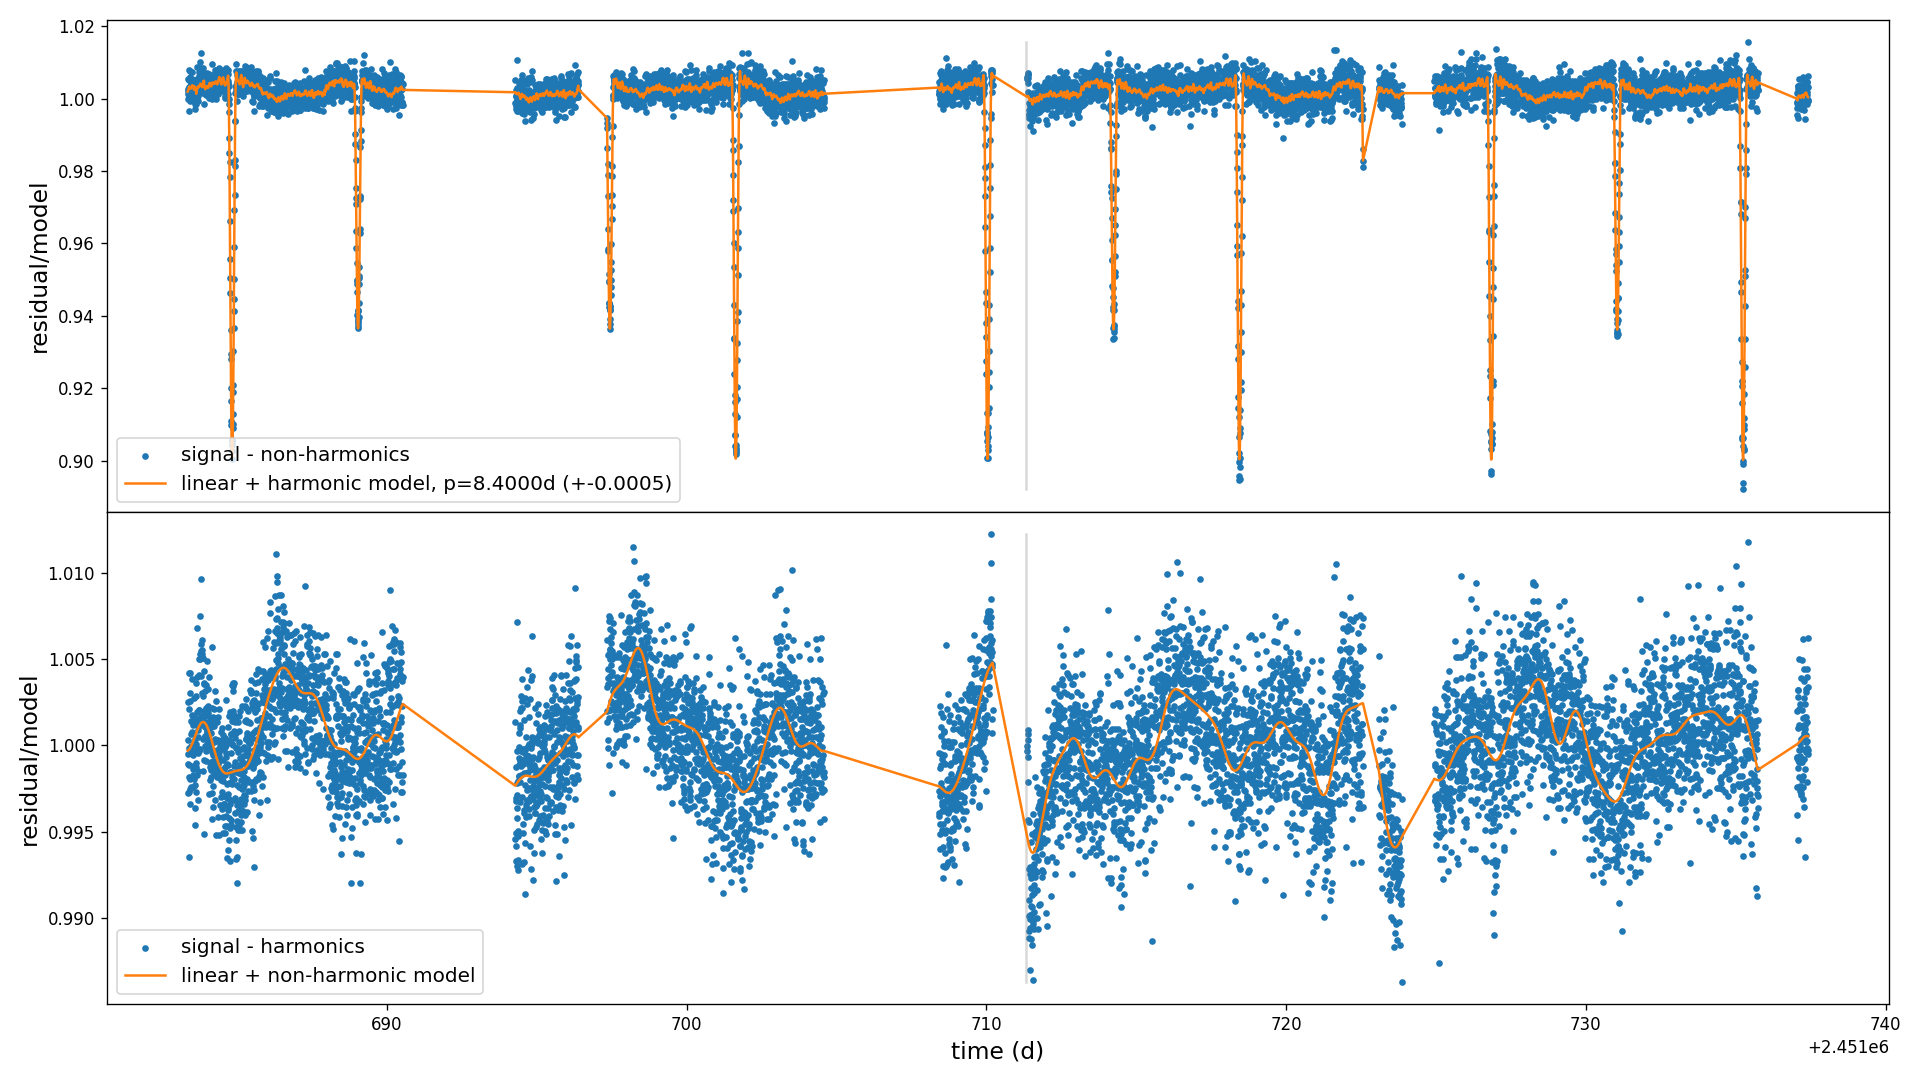 1.02
1.00
0.98
0.96
0.94
0.92
0.90
residual/model
signal - non-harmonics
linear + harmonic model, p=8.4000d (+-0.0005)
1.010
1.005
1.000
0.995
0.990
residual/model
signal - harmonics
linear + non-harmonic model
690 700 710 720 730 740
time (d)
+2.451e6